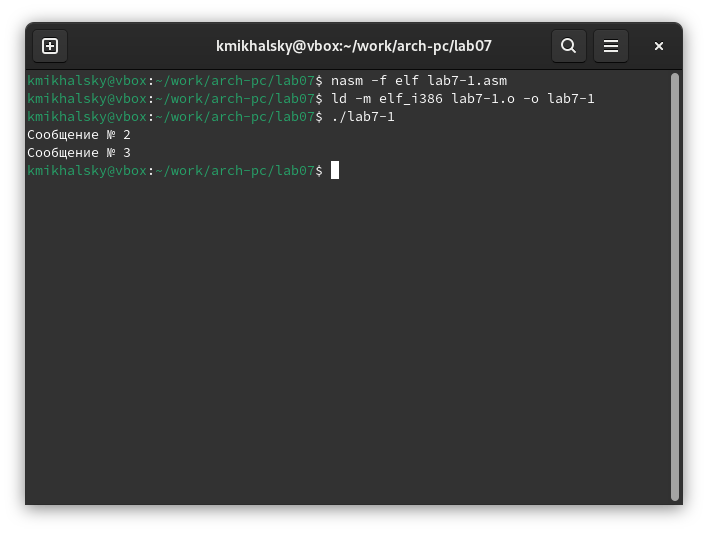 kmikhalsky@vbox:~/work/arch-pc/lab07
kmikhalsky@vbox:~/work/arch-pc/lab07$ nasm -f elf lab7-1.asm
kmikhalsky@vbox:~/work/arch-pc/lab07$ ld -m elf_i386 lab7-1.o -o lab7-1
kmikhalsky@vbox:~/work/arch-pc/lab07$ ./lab7-1
Сообщение № 2
Сообщение № 3
kmikhalsky@vbox:~/work/arch-pc/lab07$